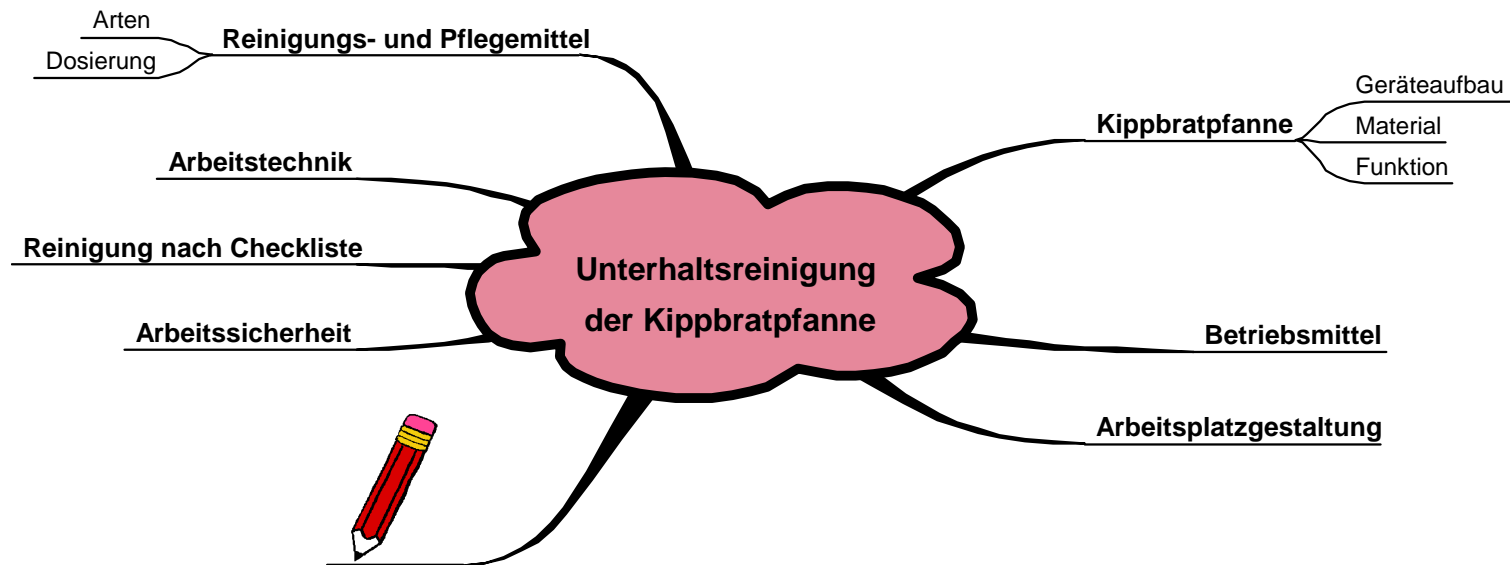 Arten
Dosierung
Reinigungs- und Pflegemittel
Arbeitstechnik
Reinigung nach Checkliste
Arbeitssicherheit
Unterhaltsreinigung
der Kippbratpfanne
Kippbratpfanne
Geräteaufbau
Material
Funktion
Betriebsmittel
Arbeitsplatzgestaltung